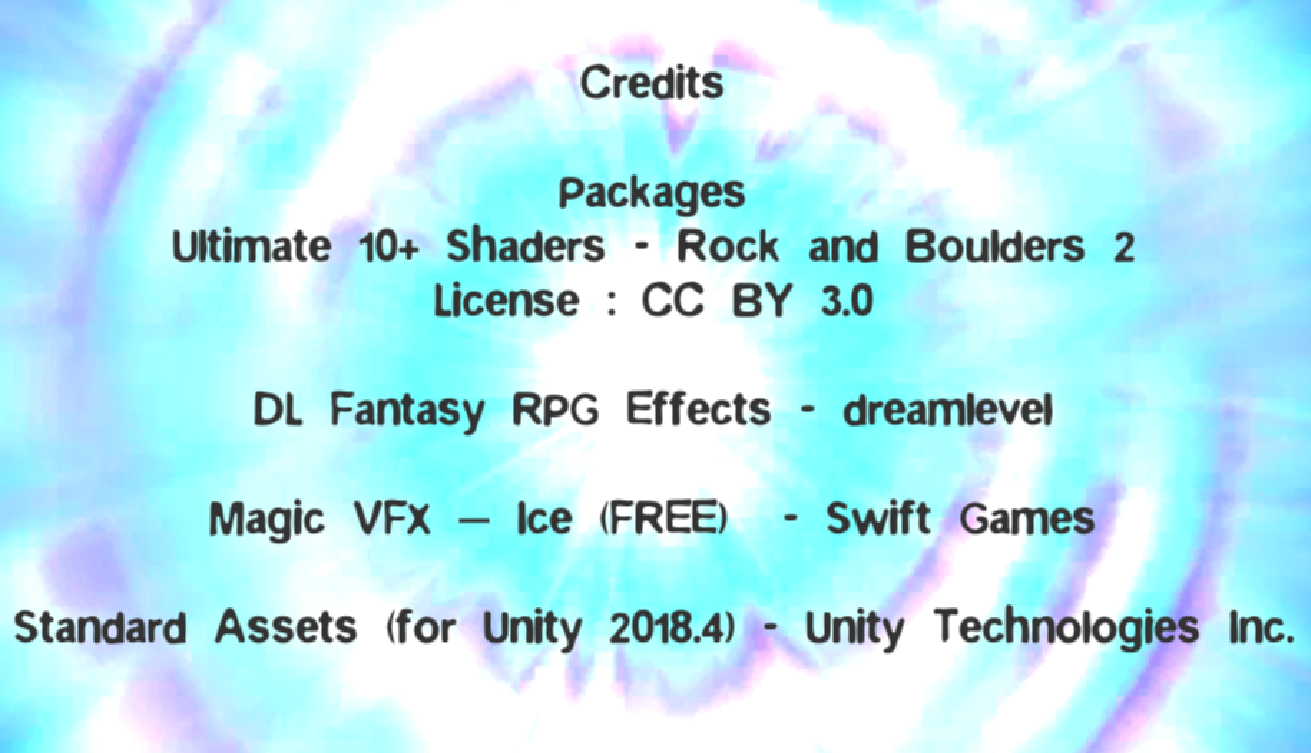 Credits
Packages
Ultimate 10+ Shaders - Rock and Boulders 2
License : CC BY 3.0
DL Fantasy RPG Effects - dreamlevel
Magic VFX – Ice (FREE) - Swift Games
Standard Assets (for Unity 2018.4) - Unity Technologies Inc.